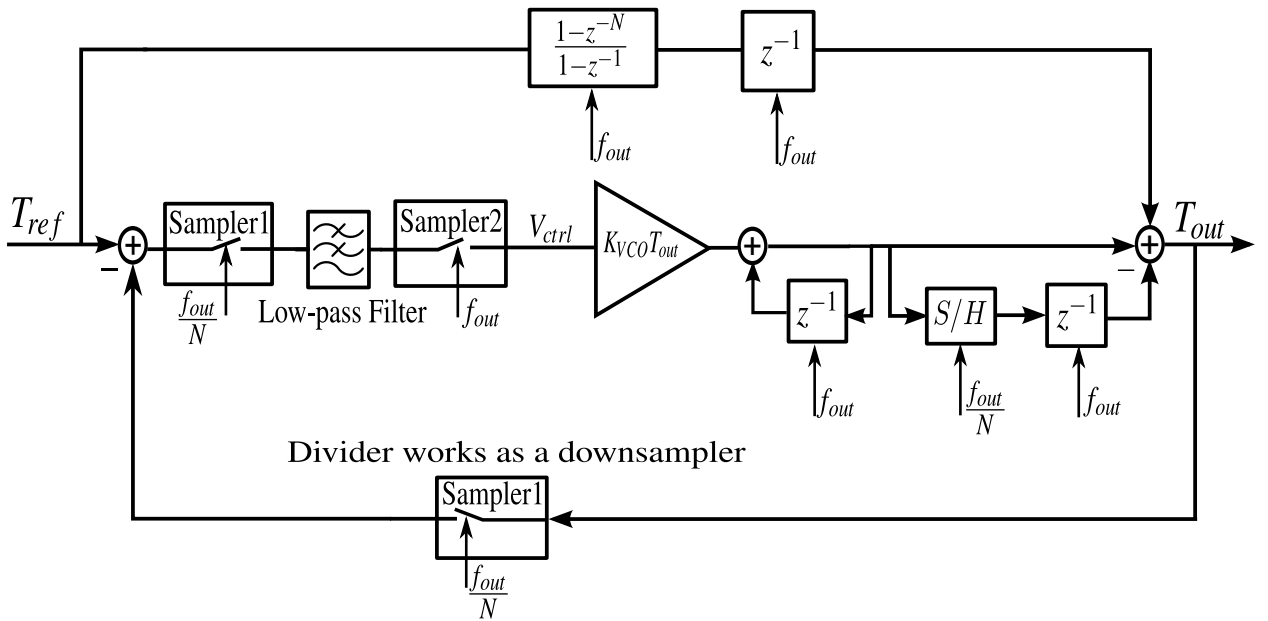 1−z⁻ᴺ
1−z⁻¹
z⁻¹
f_out
f_out
T_ref
Sampler1
Sampler2
V_ctrl
K_VCO T_out
T_out
+
+
+
−
−
f_out
N
Low-pass Filter
f_out
z⁻¹
S/H
z⁻¹
f_out
f_out
N
f_out
Divider works as a downsampler
Sampler1
f_out
N